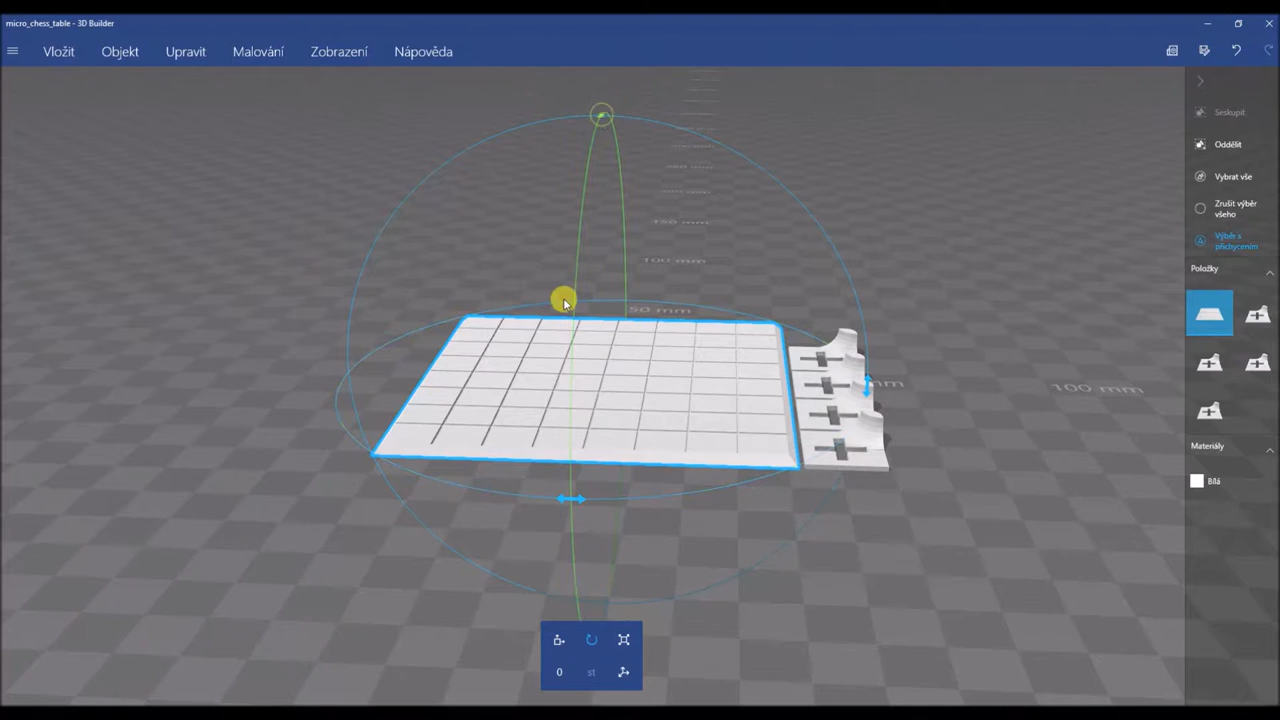 micro_chess_table - 3D Builder
Vložit
Objekt
Upravit
Malování
Zobrazení
Nápověda
Seskupit
Oddělit
Vybrat vše
Zrušit výběr
všeho
Výběr s
přichycením
Položky
Materiály
Bílá
150 mm
100 mm
50 mm
mm
100 mm
0
st